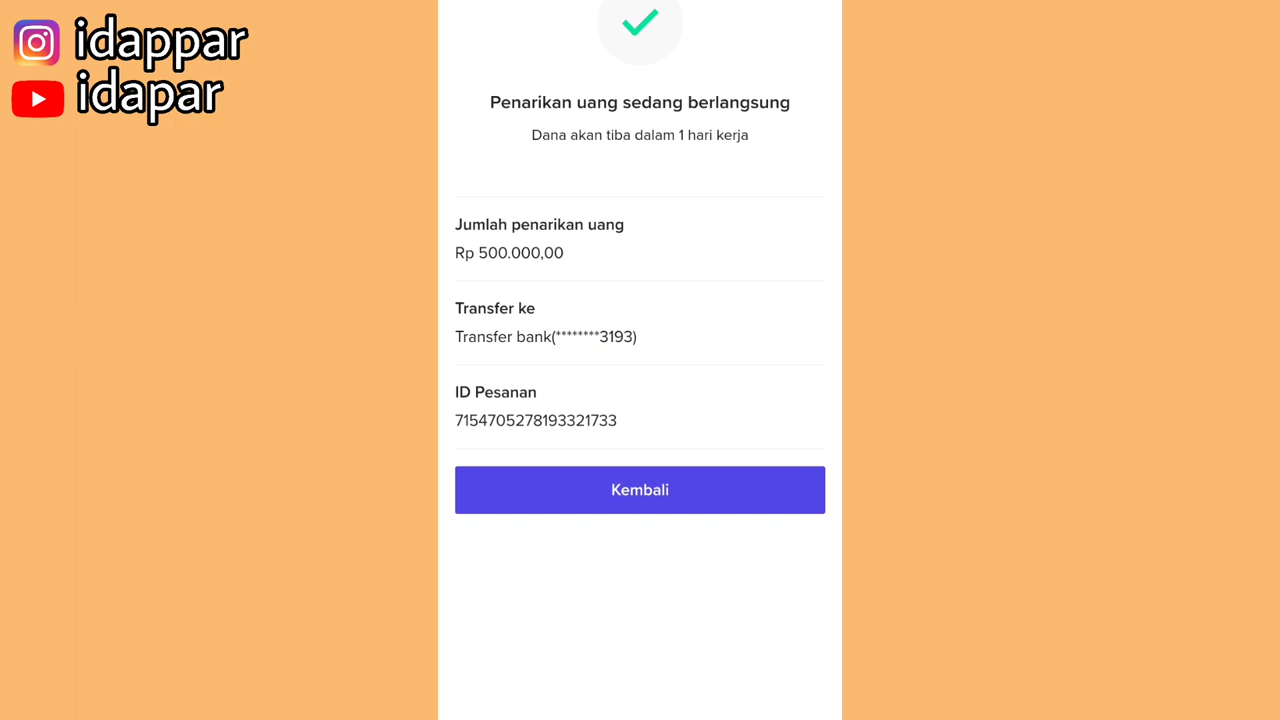 idappar
idapar
Penarikan uang sedang berlangsung
Dana akan tiba dalam 1 hari kerja
Jumlah penarikan uang
Rp 500.000,00
Transfer ke
Transfer bank(********3193)
ID Pesanan
7154705278193321733
Kembali